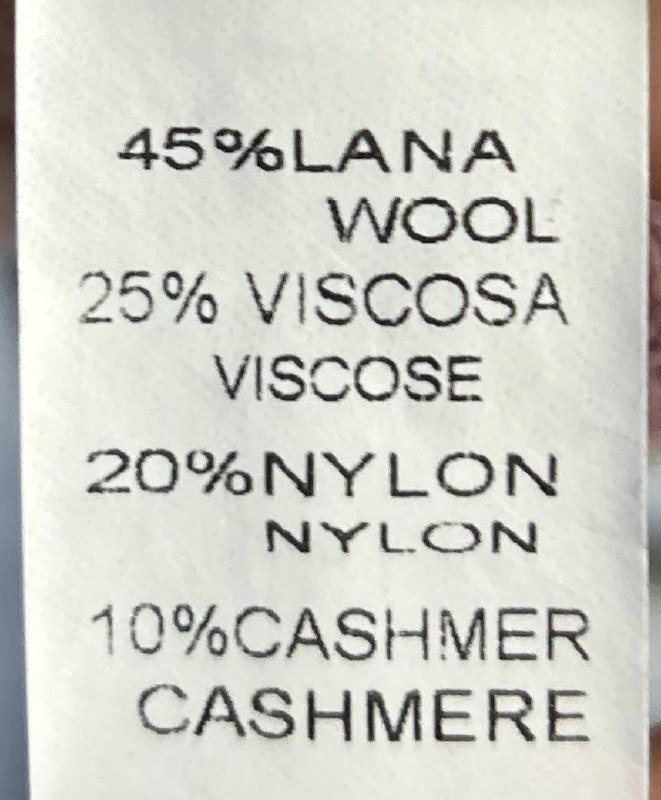 45%LANA
WOOL
25% VISCOSA
VISCOSE
20%NYLON
NYLON
10%CASHMER
CASHMERE